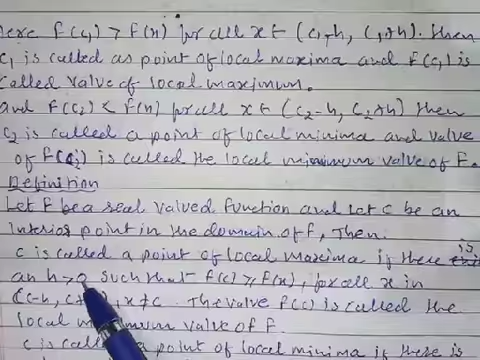 Here f(c₁) > f(x) for all x ∈ (c₁-h, c₁+h). Then
c₁ is called as point of local maxima and f(c₁) is
called value of local maximum.
and f(c₂) < f(x) for all x ∈ (c₂-h, c₂+h) then
c₂ is called a point of local minima and value
of f(c₂) is called the local minimum value of F.
Definition
Let F be a real valued function and let c be an
interior point in the domain of f, Then.
c is called a point of local maxima if there is
an h > 0 such that f(c) ≥ f(x), for all x in
(c-h, c+ , x≠c. The value f(c) is called the
local value of F.
c is called a point of local minima if there is